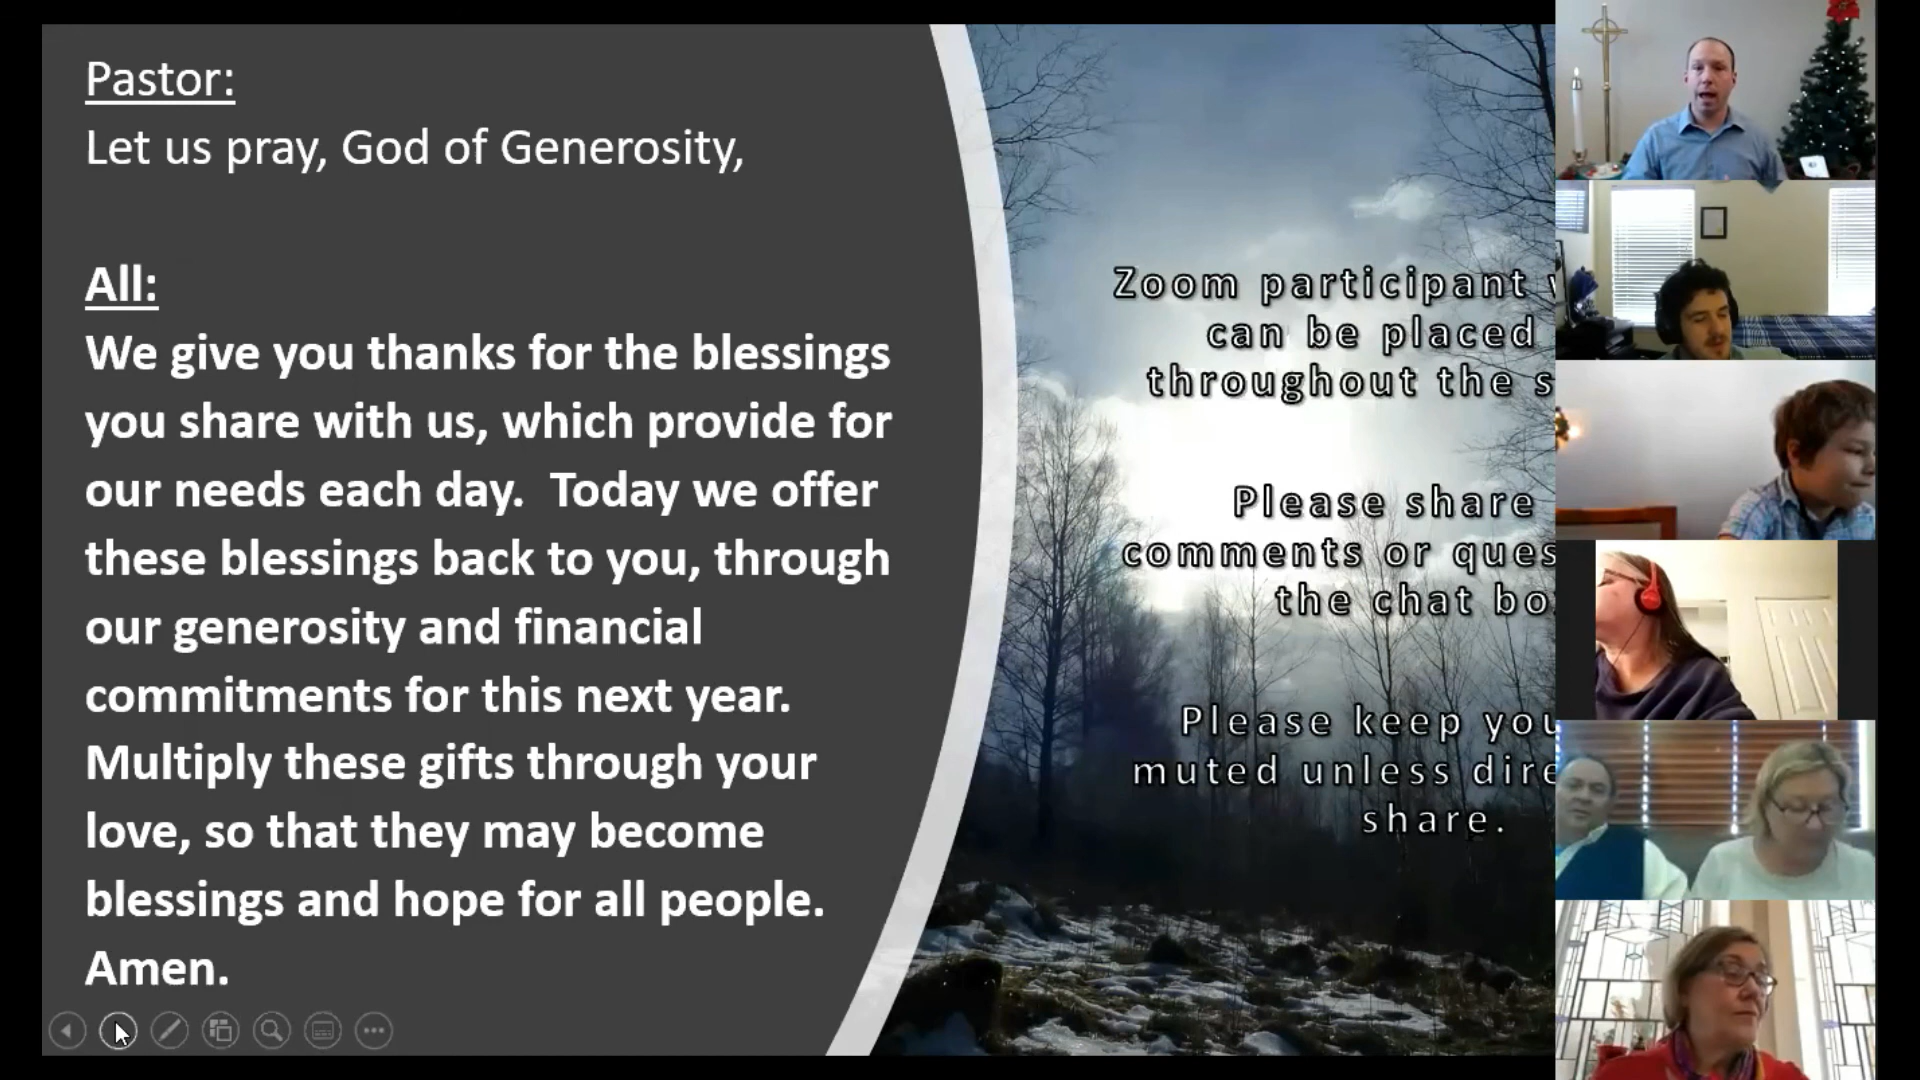 Pastor:
Let us pray, God of Generosity,
All:
We give you thanks for the blessings
you share with us, which provide for
our needs each day.  Today we offer
these blessings back to you, through
our generosity and financial
commitments for this next year.
Multiply these gifts through your
love, so that they may become
blessings and hope for all people.
Amen.
Zoom participant
can be placed
throughout the
Please share
comments or
the chat
Please keep
muted unless
share.